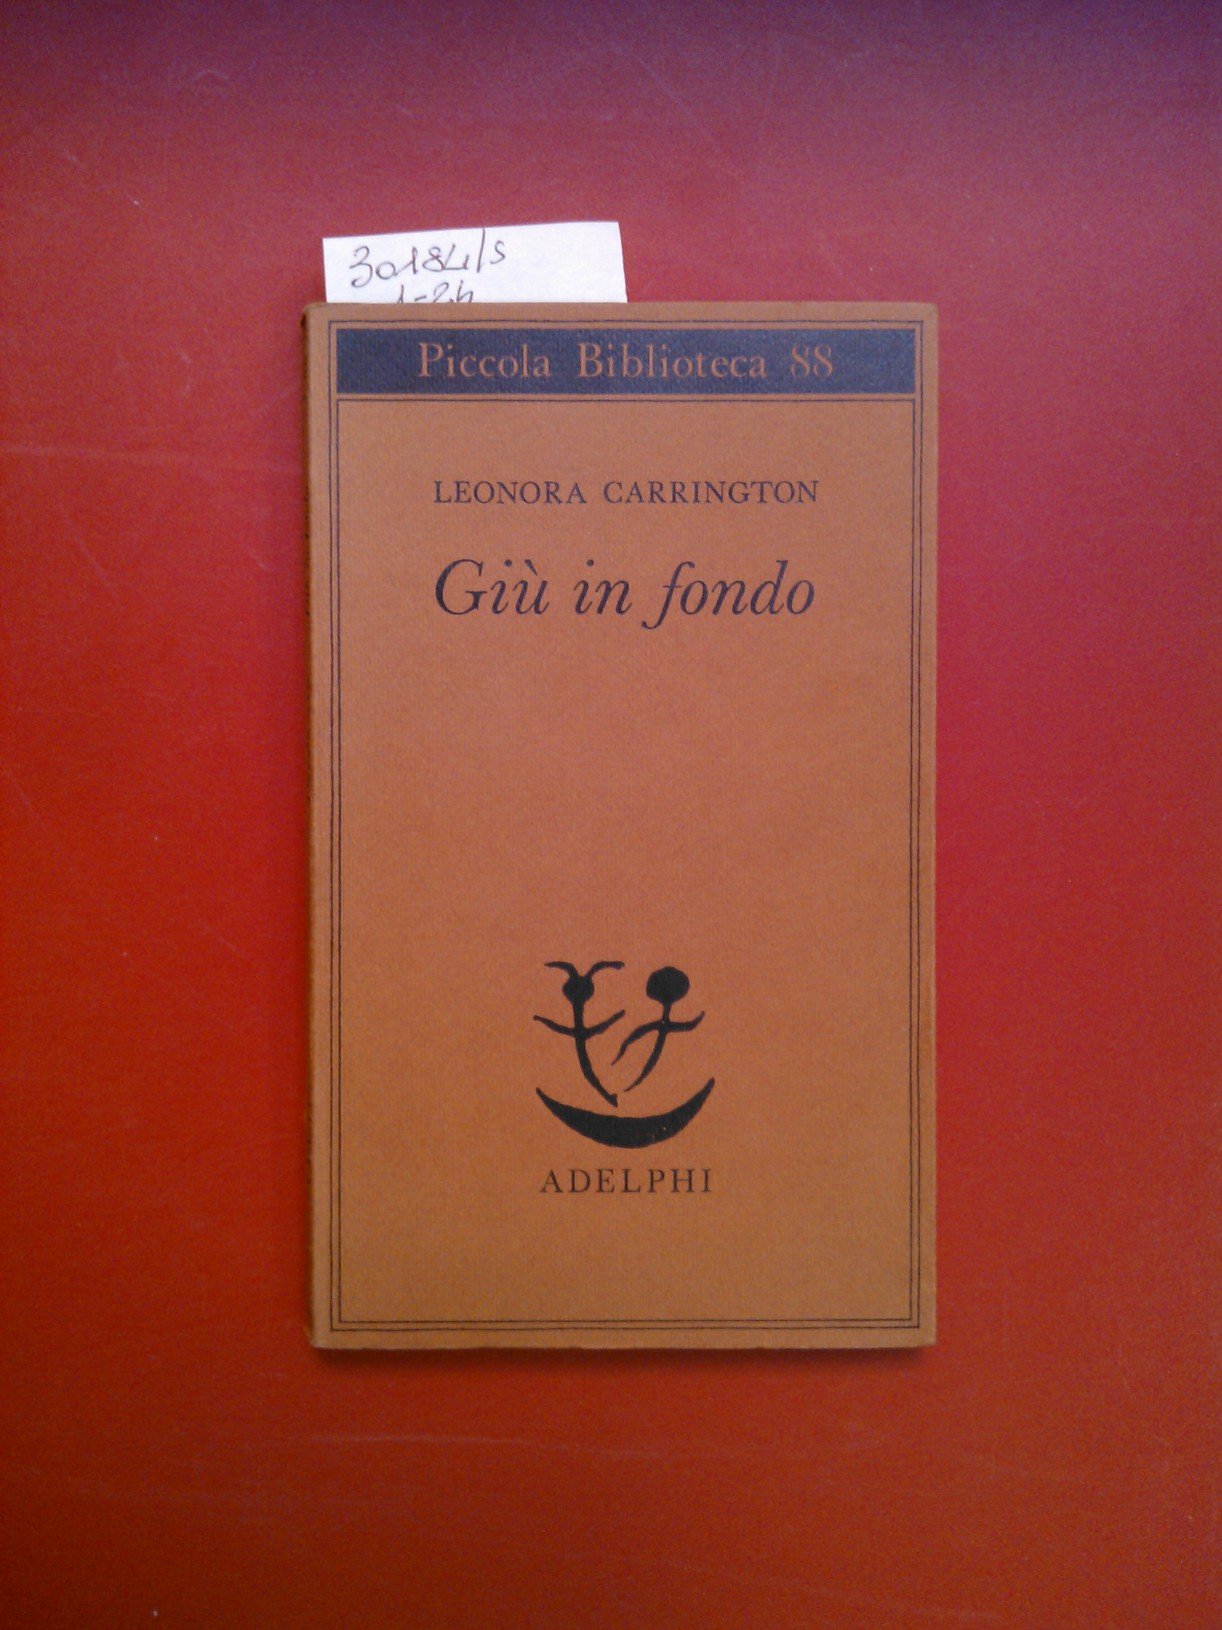 30184/s
Piccola Biblioteca 88
LEONORA CARRINGTON
Giù in fondo
ADELPHI